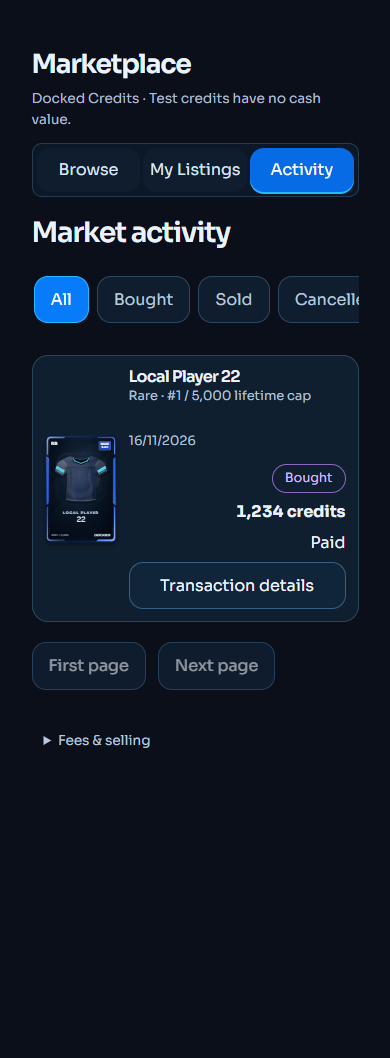 Marketplace
Docked Credits · Test credits have no cash
value.
Browse
My Listings
Activity
Market activity
All
Bought
Sold
Cancelle
Local Player 22
Rare · #1 / 5,000 lifetime cap
16/11/2026
LOCAL PLAYER
22
Bought
1,234 credits
Paid
Transaction details
First page
Next page
Fees & selling